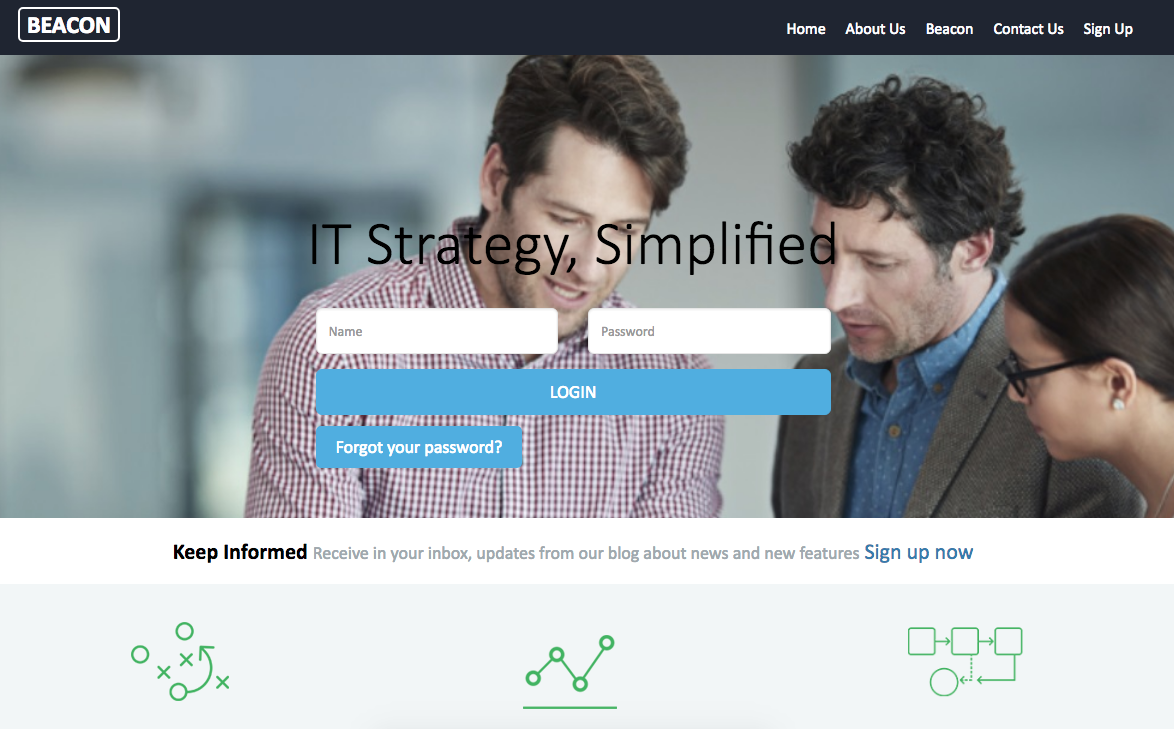 BEACON
Home About Us Beacon Contact Us Sign Up
IT Strategy, Simplified
Name Password
LOGIN
Forgot your password?
Keep Informed Receive in your inbox, updates from our blog about news and new features Sign up now